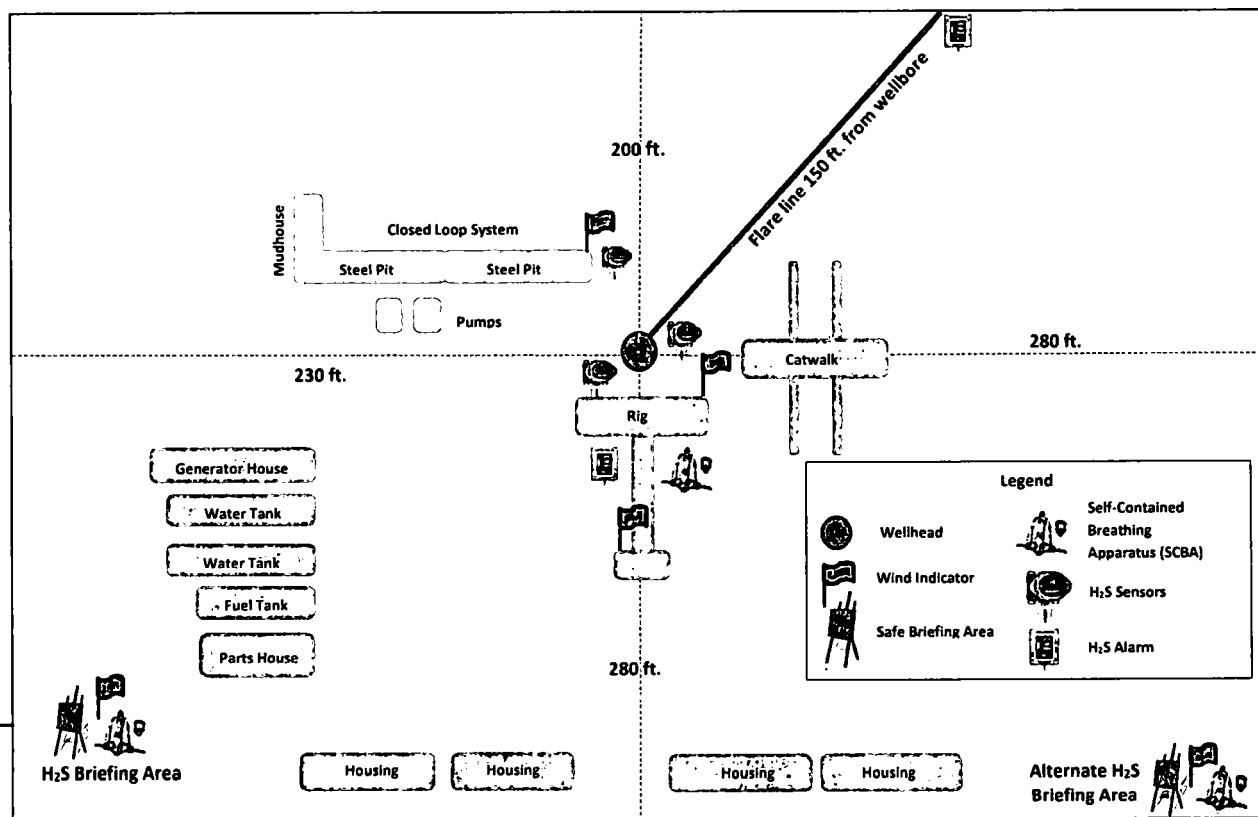 200 ft.
Flare line 150 ft. from wellbore
Mudhouse
Closed Loop System
Steel Pit
Steel Pit
Pumps
230 ft.
Catwalk
280 ft.
Rig
Generator House
Water Tank
Water Tank
Fuel Tank
Parts House
280 ft.
Legend
Wellhead
Wind Indicator
Safe Briefing Area
Self-Contained
Breathing
Apparatus (SCBA)
H₂S Sensors
H₂S Alarm
H₂S Briefing Area
Housing
Housing
Housing
Housing
Alternate H₂S
Briefing Area